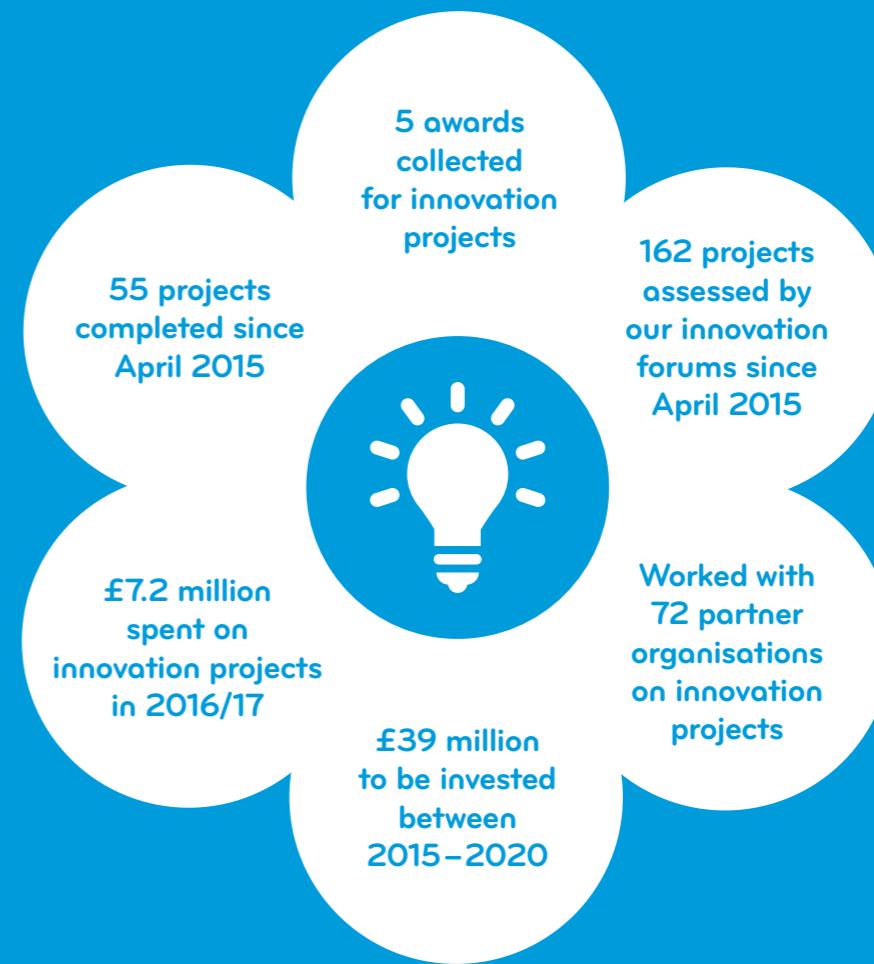 5 awards
collected
for innovation
projects
162 projects
assessed by
our innovation
forums since
April 2015
Worked with
72 partner
organisations
on innovation
projects
£39 million
to be invested
between
2015–2020
£7.2 million
spent on
innovation projects
in 2016/17
55 projects
completed since
April 2015